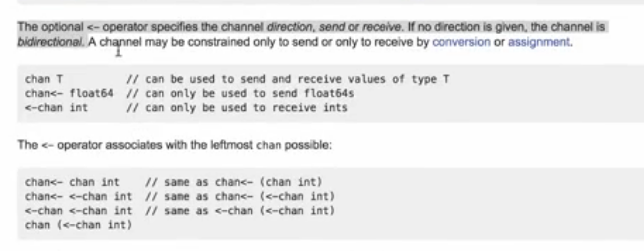 The optional <- operator specifies the channel direction, send or receive. If no direction is given, the channel is
bidirectional. A channel may be constrained only to send or only to receive by conversion or assignment.
chan T          // can be used to send and receive values of type T
chan<- float64  // can only be used to send float64s
<-chan int      // can only be used to receive ints
The <- operator associates with the leftmost chan possible:
chan<- chan int    // same as chan<- (chan int)
chan<- <-chan int  // same as chan<- (<-chan int)
<-chan <-chan int  // same as <-chan (<-chan int)
chan (<-chan int)